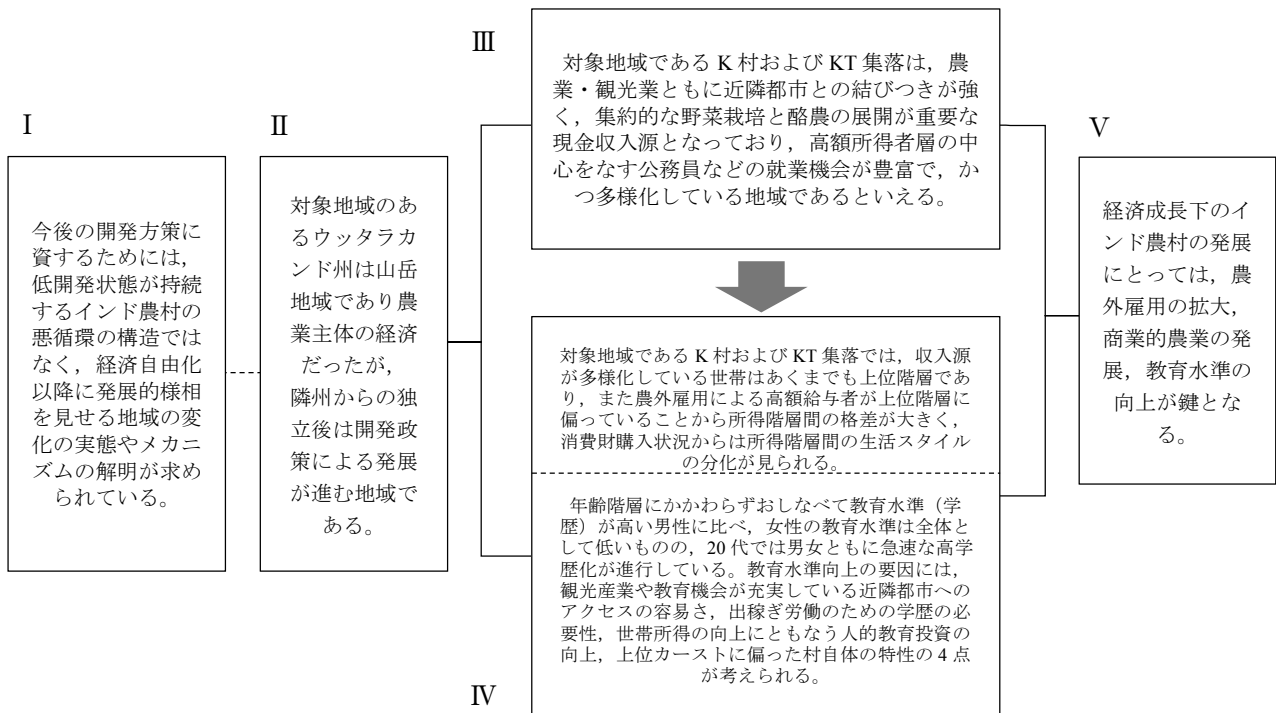 Ⅰ
今後の開発方策に
資するためには，
低開発状態が持続
するインド農村の
悪循環の構造では
なく，経済自由化
以降に発展的様相
を見せる地域の変
化の実態やメカニ
ズムの解明が求め
られている。
Ⅱ
対象地域のあ
るウッタラカ
ンド州は山岳
地域であり農
業主体の経済
だったが，
隣州からの独
立後は開発政
策による発展
が進む地域で
ある。
Ⅲ
対象地域である K 村および KT 集落は，農
業・観光業ともに近隣都市との結びつきが強
く，集約的な野菜栽培と酪農の展開が重要な
現金収入源となっており，高額所得者層の中
心をなす公務員などの就業機会が豊富で，か
つ多様化している地域であるといえる。
対象地域である K 村および KT 集落では，収入源
が多様化している世帯はあくまでも上位階層であ
り，また農外雇用による高額給与者が上位階層に
偏っていることから所得階層間の格差が大きく，
消費財購入状況からは所得階層間の生活スタイル
の分化が見られる。
年齢階層にかかわらずおしなべて教育水準（学
歴）が高い男性に比べ，女性の教育水準は全体と
して低いものの，20 代では男女ともに急速な高学
歴化が進行している。教育水準向上の要因には，
観光産業や教育機会が充実している近隣都市への
アクセスの容易さ，出稼ぎ労働のための学歴の必
要性，世帯所得の向上にともなう人的教育投資の
向上，上位カーストに偏った村自体の特性の 4 点
が考えられる。
Ⅳ
Ⅴ
経済成長下のイ
ンド農村の発展
にとっては，農
外雇用の拡大，
商業的農業の発
展，教育水準の
向上が鍵とな
る。